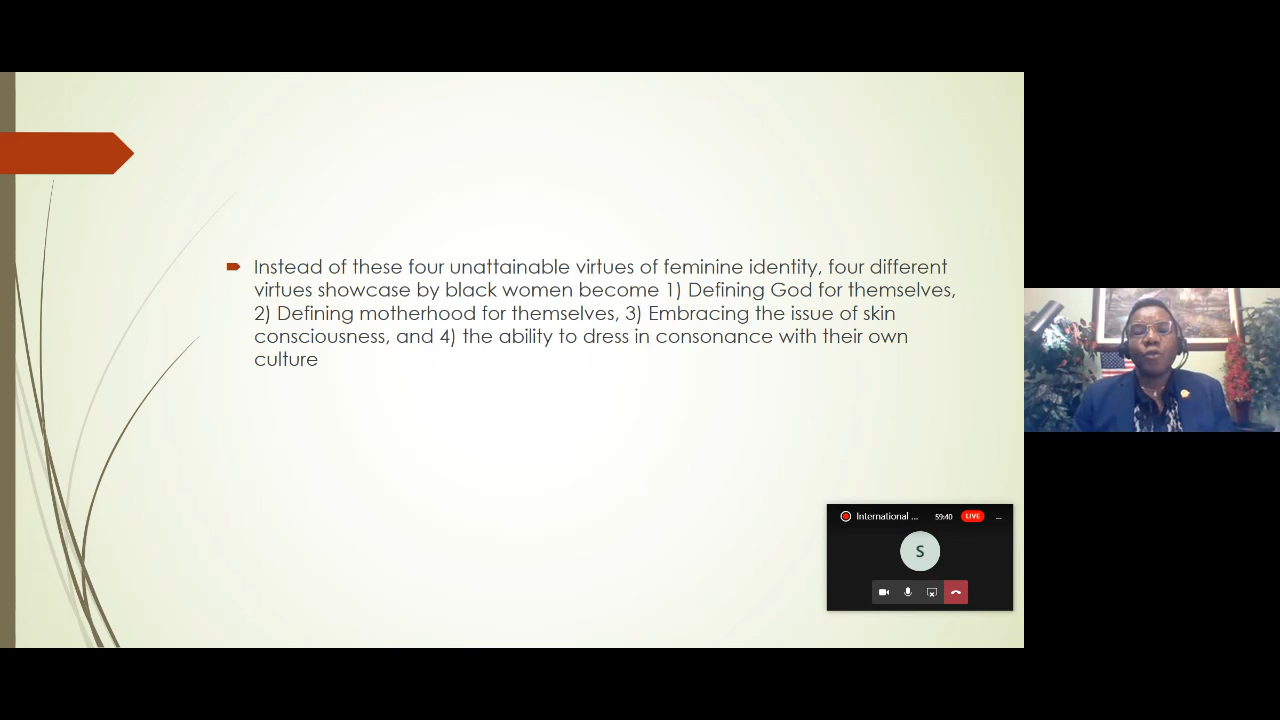 Instead of these four unattainable virtues of feminine identity, four different
virtues showcase by black women become 1) Defining God for themselves,
2) Defining motherhood for themselves, 3) Embracing the issue of skin
consciousness, and 4) the ability to dress in consonance with their own
culture
International ... 59:40 LIVE
S